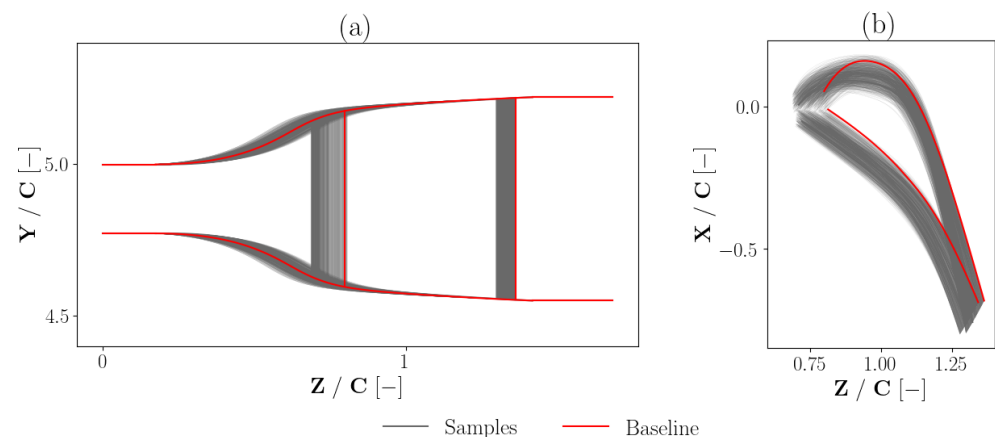 (a)
(b)
Y / C [−]
5.0
4.5
0
1
Z / C [−]
X / C [−]
0.0
−0.5
0.75
1.00
1.25
Z / C [−]
Samples
Baseline